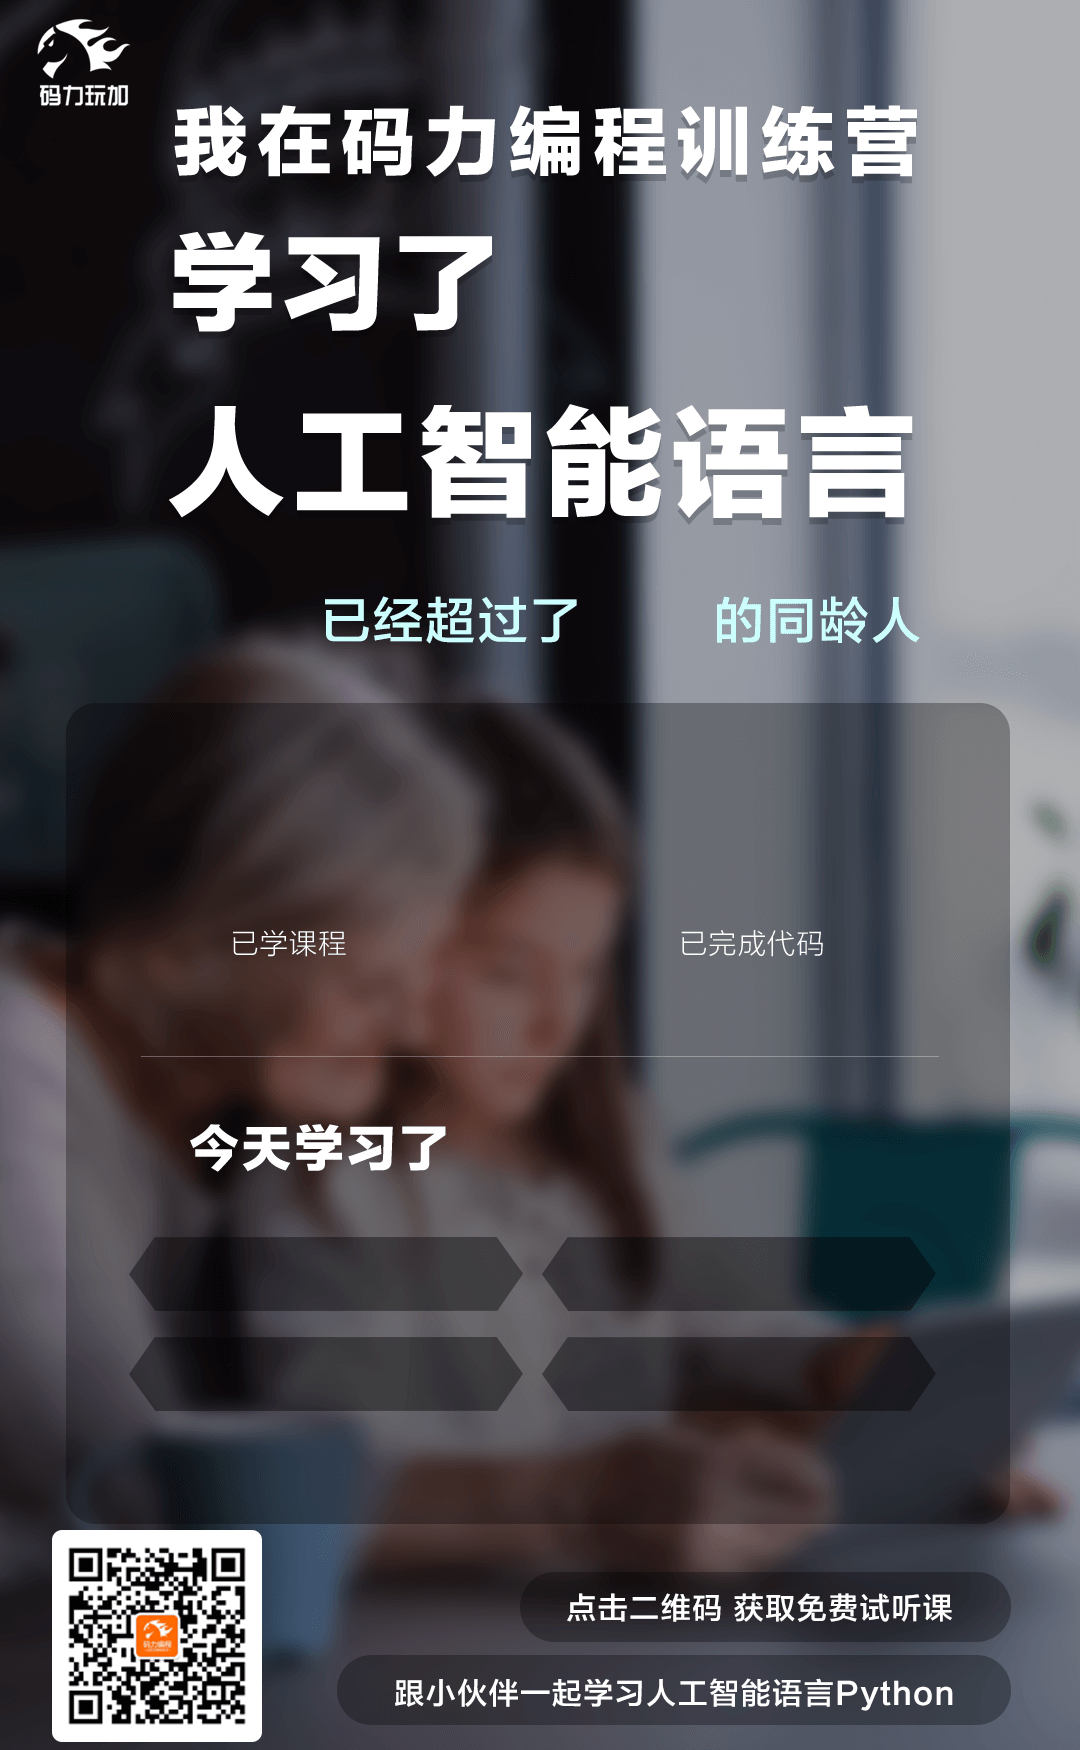 码力玩加
我在码力编程训练营
学习了
人工智能语言
已经超过了 的同龄人
已学课程 已完成代码
今天学习了
码力编程
点击二维码 获取免费试听课
跟小伙伴一起学习人工智能语言Python